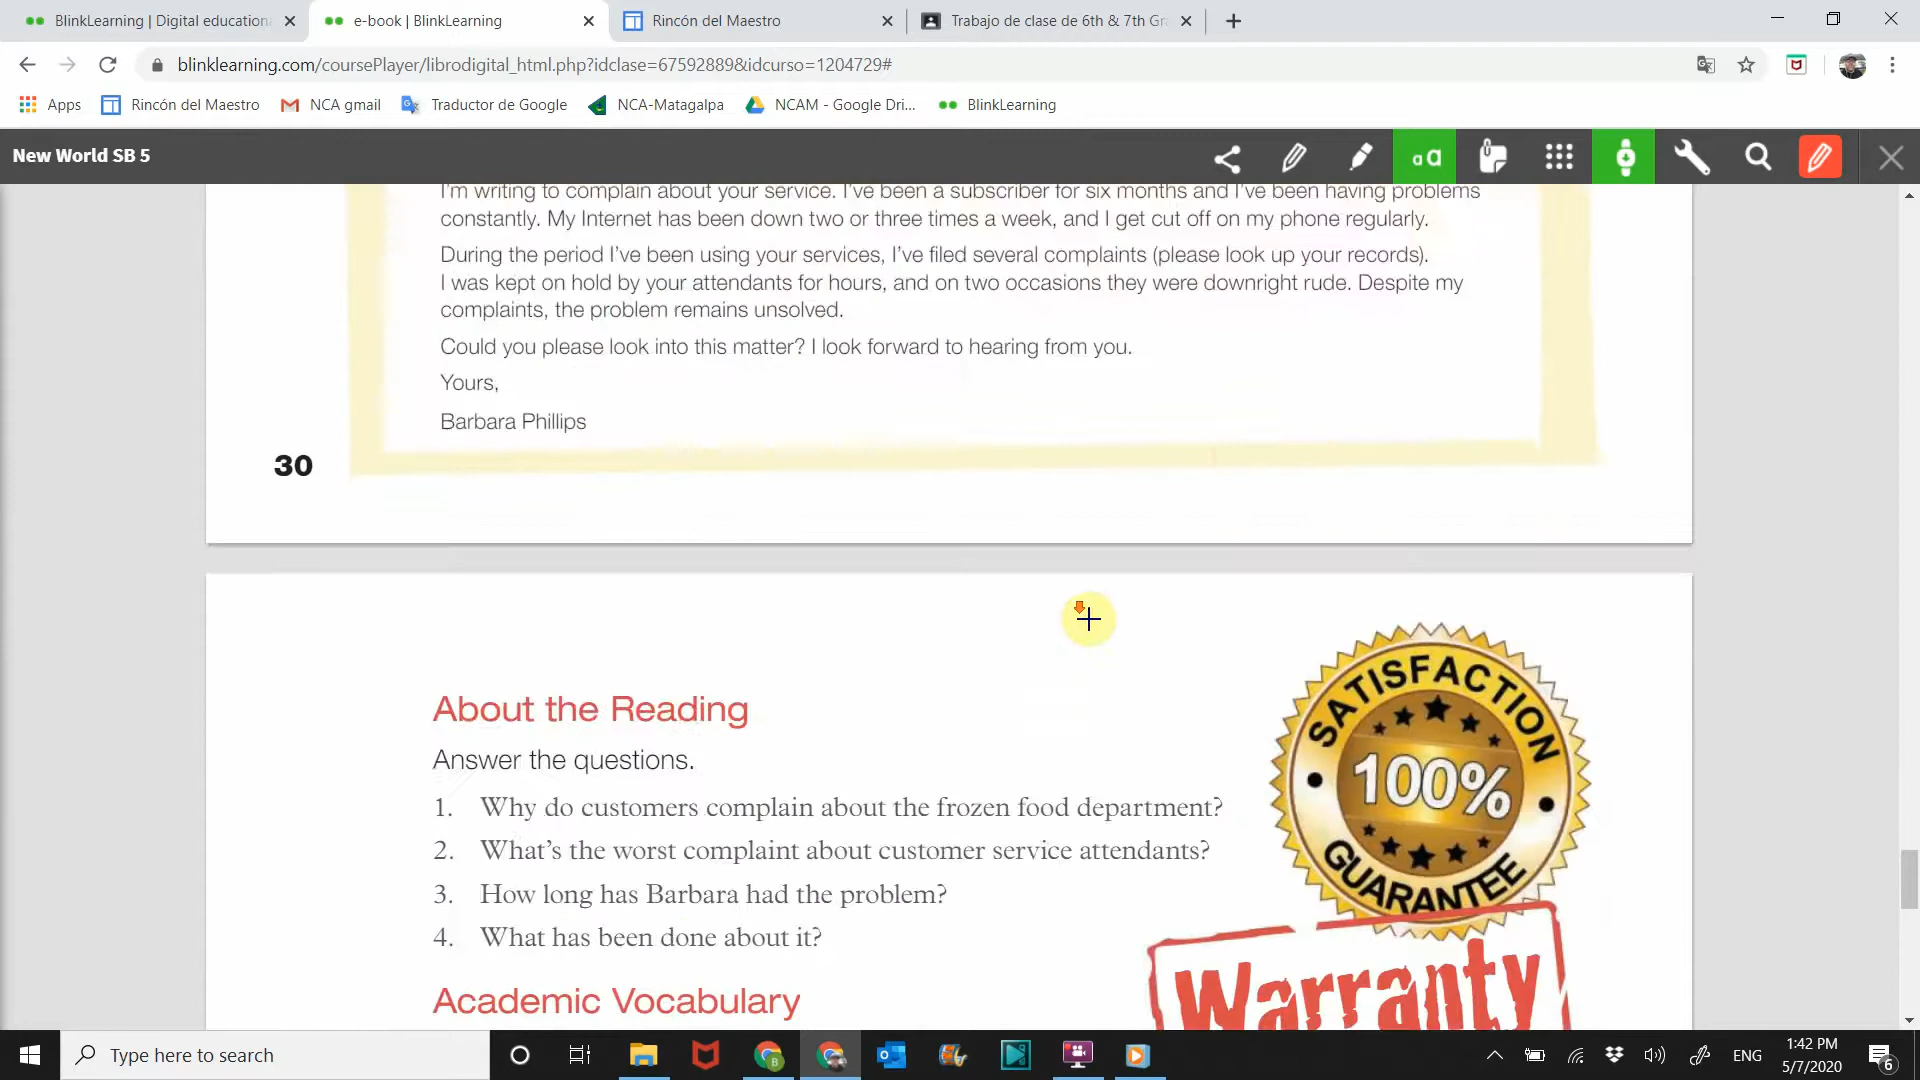 BlinkLearning | Digital educationa
e-book | BlinkLearning
Rincón del Maestro
Trabajo de clase de 6th & 7th Gr
blinklearning.com/coursePlayer/librodigital_html.php?idclase=67592889&idcurso=1204729#
Apps
Rincón del Maestro
NCA gmail
Traductor de Google
NCA-Matagalpa
NCAM - Google Dri...
BlinkLearning
New World SB 5
a a
I'm writing to complain about your service. I've been a subscriber for six months and I've been having problems
constantly. My Internet has been down two or three times a week, and I get cut off on my phone regularly.
During the period I've been using your services, I've filed several complaints (please look up your records).
I was kept on hold by your attendants for hours, and on two occasions they were downright rude. Despite my
complaints, the problem remains unsolved.
Could you please look into this matter? I look forward to hearing from you.
Yours,
Barbara Phillips
30
About the Reading
Answer the questions.
1. Why do customers complain about the frozen food department?
2. What's the worst complaint about customer service attendants?
3. How long has Barbara had the problem?
4. What has been done about it?
SATISFACTION
100%
GUARANTEE
Warranty
Academic Vocabulary
Type here to search
ENG
1:42 PM
5/7/2020
6